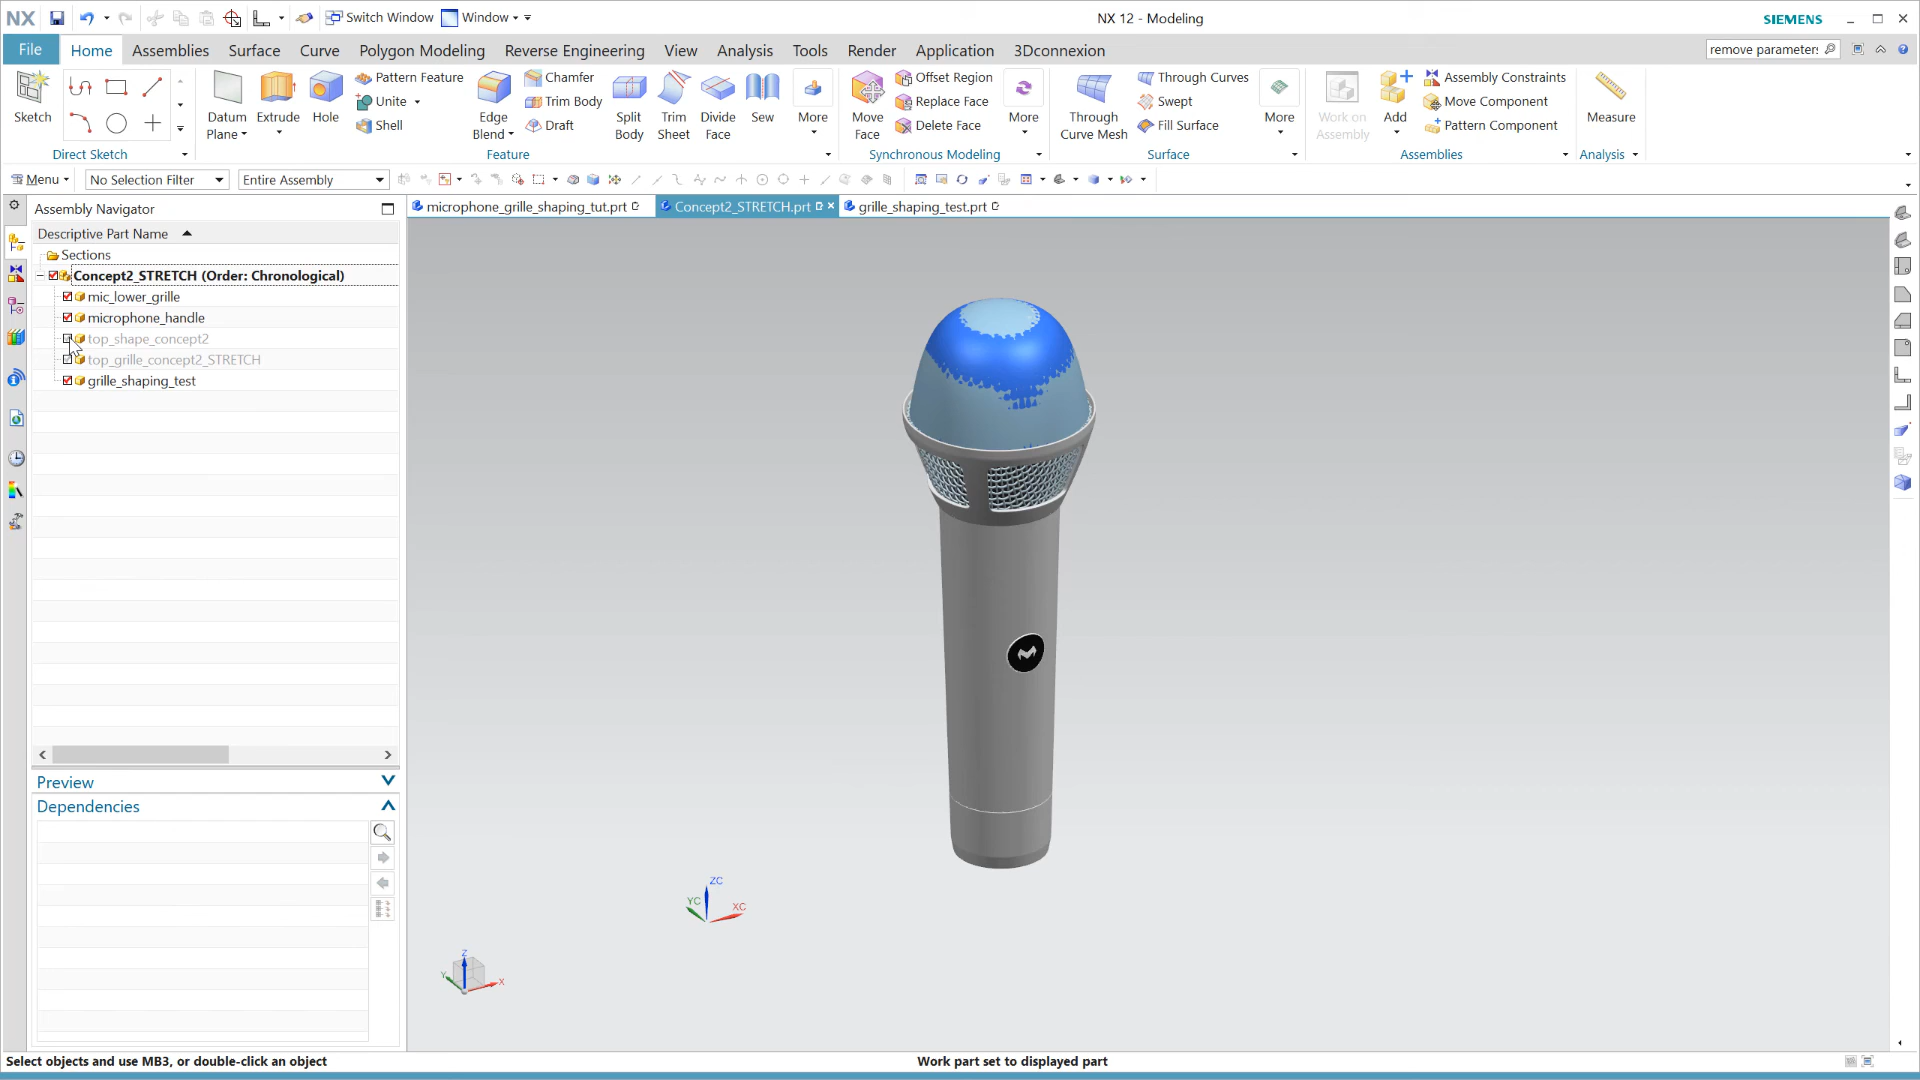 NX Switch Window Window NX 12 - Modeling SIEMENS
File Home Assemblies Surface Curve Polygon Modeling Reverse Engineering View Analysis Tools Render Application 3Dconnexion remove parameters
Sketch
Direct Sketch
Datum Plane
Extrude
Hole
Pattern Feature
Unite
Shell
Edge Blend
Chamfer
Trim Body
Draft
Split Body
Trim Sheet
Divide Face
Sew
More
Feature
Move Face
Offset Region
Replace Face
Delete Face
More
Synchronous Modeling
Through Curve Mesh
Through Curves
Swept
Fill Surface
More
Surface
Work on Assembly
Add
Assembly Constraints
Move Component
Pattern Component
Assemblies
Measure
Analysis
Menu No Selection Filter Entire Assembly
Assembly Navigator
microphone_grille_shaping_tut.prt Concept2_STRETCH.prt grille_shaping_test.prt
Descriptive Part Name
Sections
Concept2_STRETCH (Order: Chronological)
mic_lower_grille
microphone_handle
top_shape_concept2
top_grille_concept2_STRETCH
grille_shaping_test
Preview
Dependencies
ZC
YC
XC
Z
Y
X
Select objects and use MB3, or double-click an object Work part set to displayed part